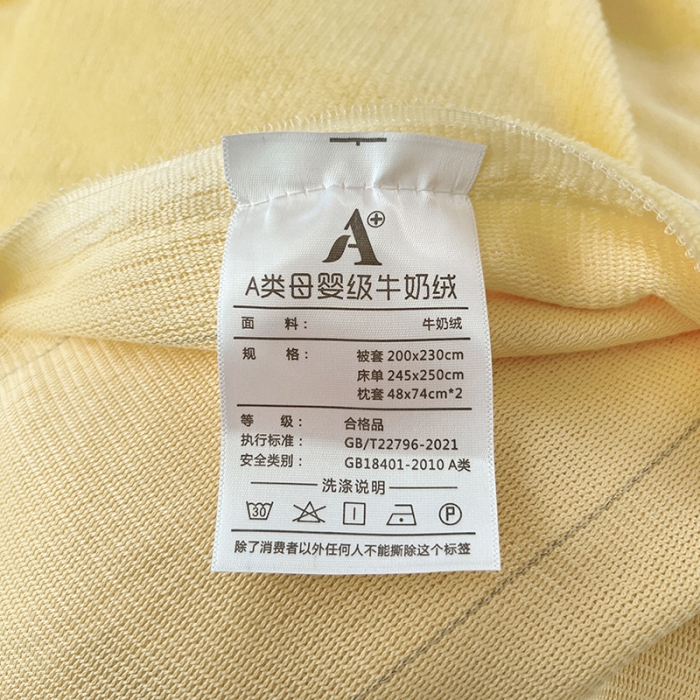 A+
A类母婴级牛奶绒
面 料： 牛奶绒
规 格： 被套 200x230cm
床单 245x250cm
枕套 48x74cm*2
等 级： 合格品
执行标准： GB/T22796-2021
安全类别： GB18401-2010 A类
洗涤说明
30 P
除了消费者以外任何人不能撕除这个标签